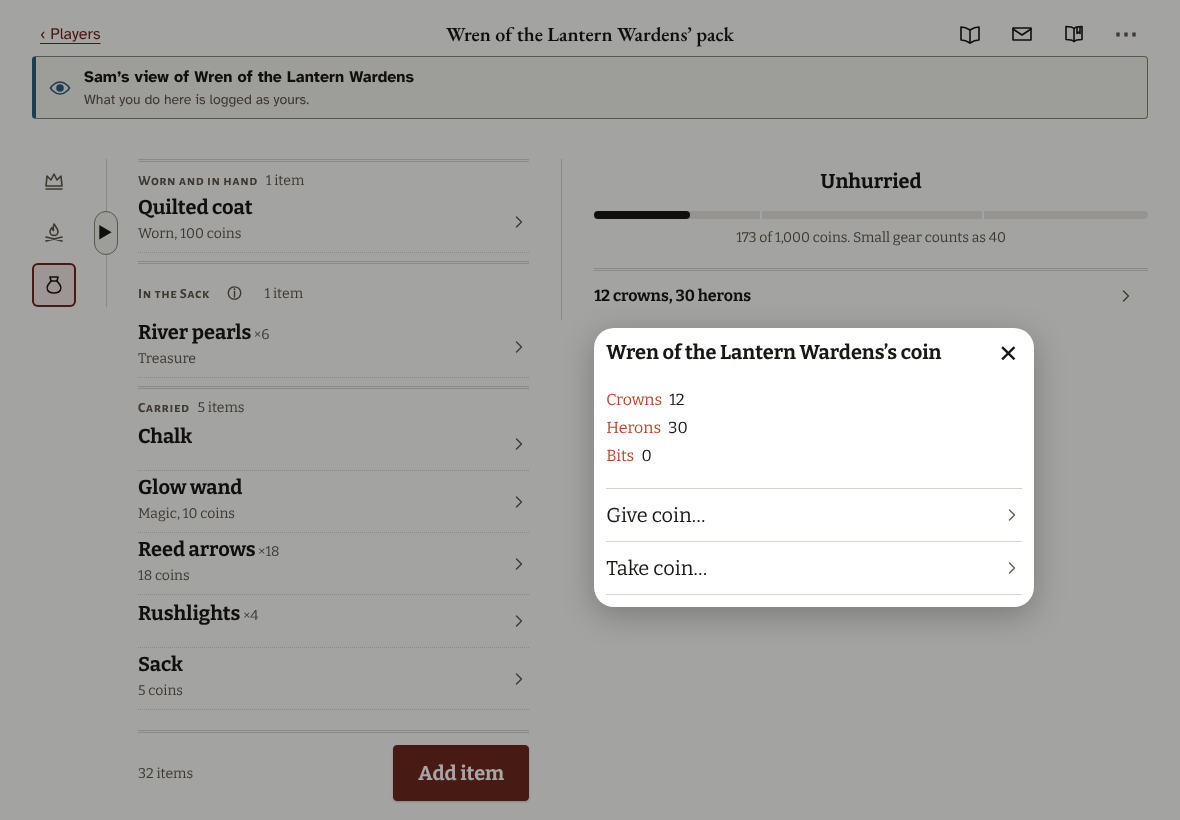 ‹ Players
Wren of the Lantern Wardens’ pack
Sam’s view of Wren of the Lantern Wardens
What you do here is logged as yours.
Worn and in hand 1 item
Quilted coat
Worn, 100 coins
In the Sack 1 item
River pearls ×6
Treasure
Carried 5 items
Chalk
Glow wand
Magic, 10 coins
Reed arrows ×18
18 coins
Rushlights ×4
Sack
5 coins
32 items
Add item
Unhurried
173 of 1,000 coins. Small gear counts as 40
12 crowns, 30 herons
Wren of the Lantern Wardens’s coin
Crowns 12
Herons 30
Bits 0
Give coin…
Take coin…